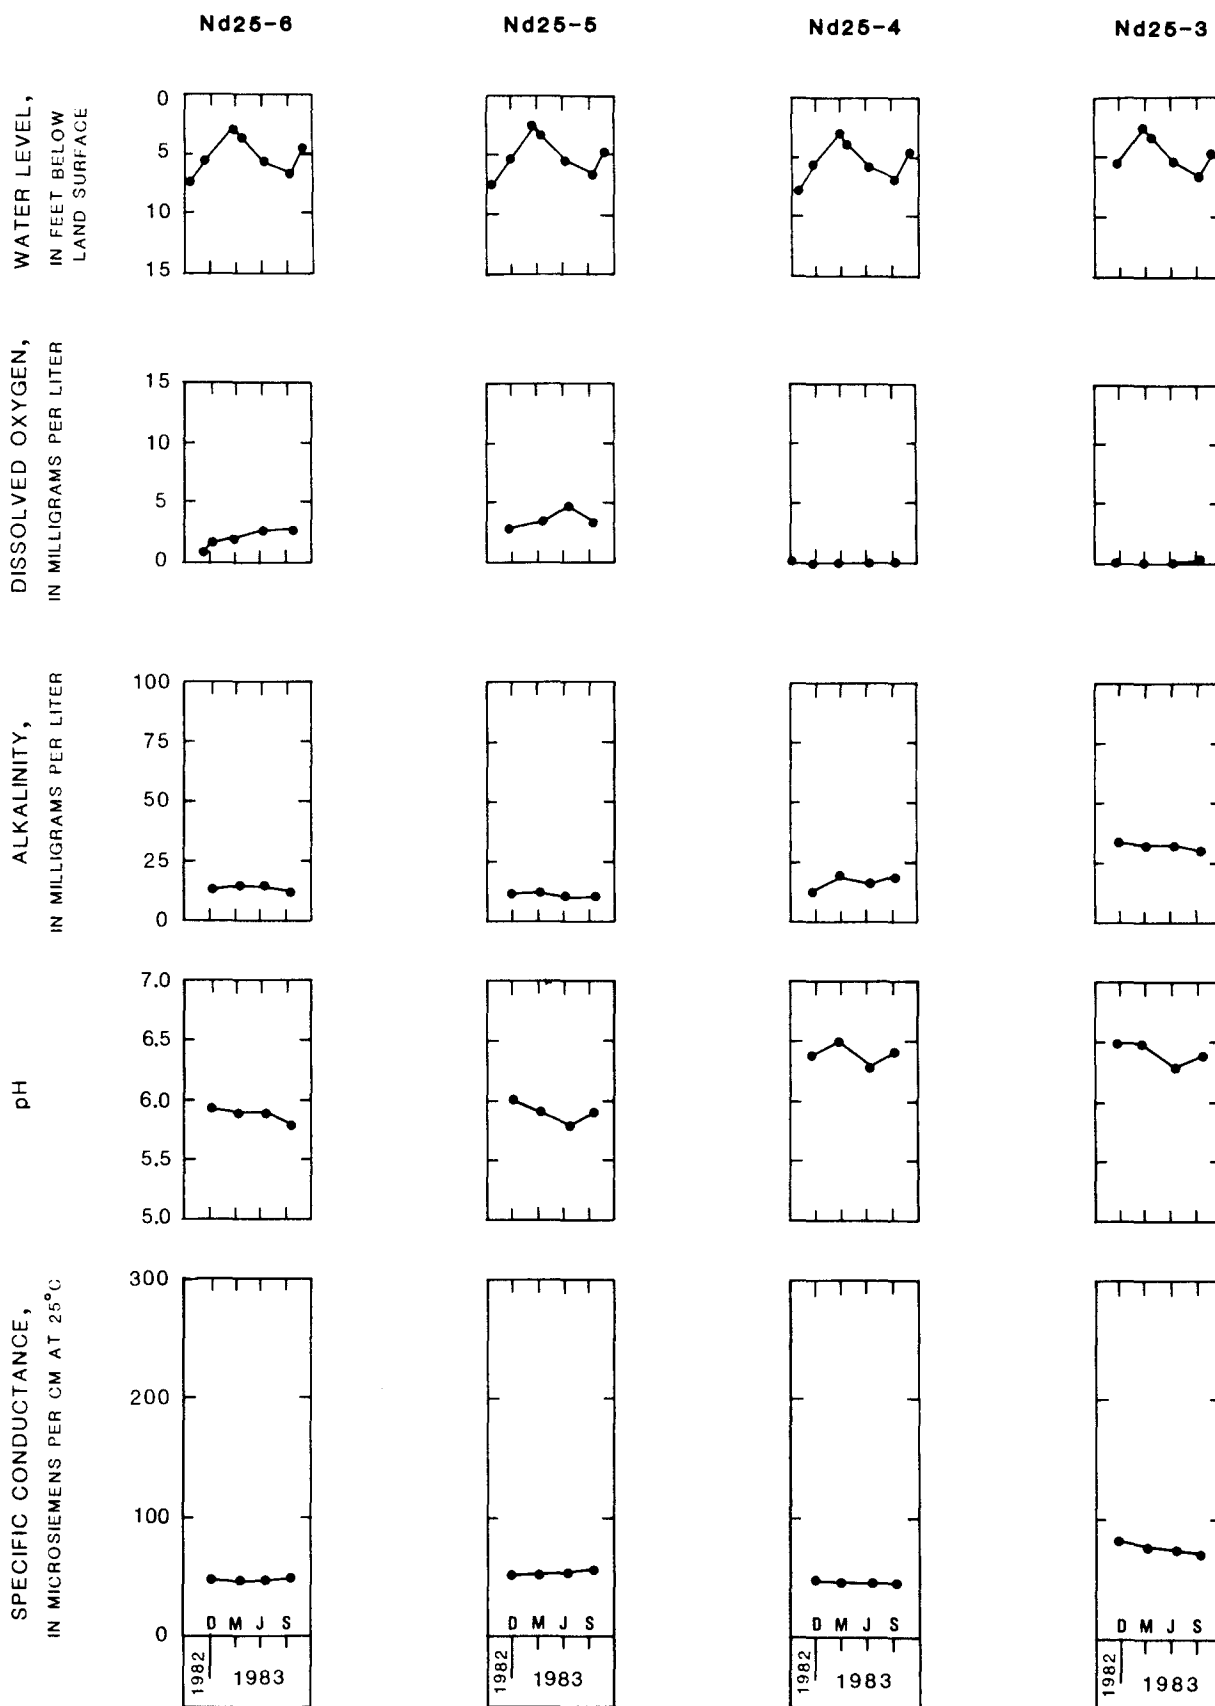 Nd25-6 Nd25-5 Nd25-4 Nd25-3
WATER LEVEL,
IN FEET BELOW
LAND SURFACE
0
5
10
15
DISSOLVED OXYGEN,
IN MILLIGRAMS PER LITER
15
10
5
0
ALKALINITY,
IN MILLIGRAMS PER LITER
100
75
50
25
0
pH
7.0
6.5
6.0
5.5
5.0
SPECIFIC CONDUCTANCE,
IN MICROSIEMENS PER CM AT 25°C
300
200
100
0
D M J S D M J S D M J S D M J S
1982 1983 1982 1983 1982 1983 1982 1983